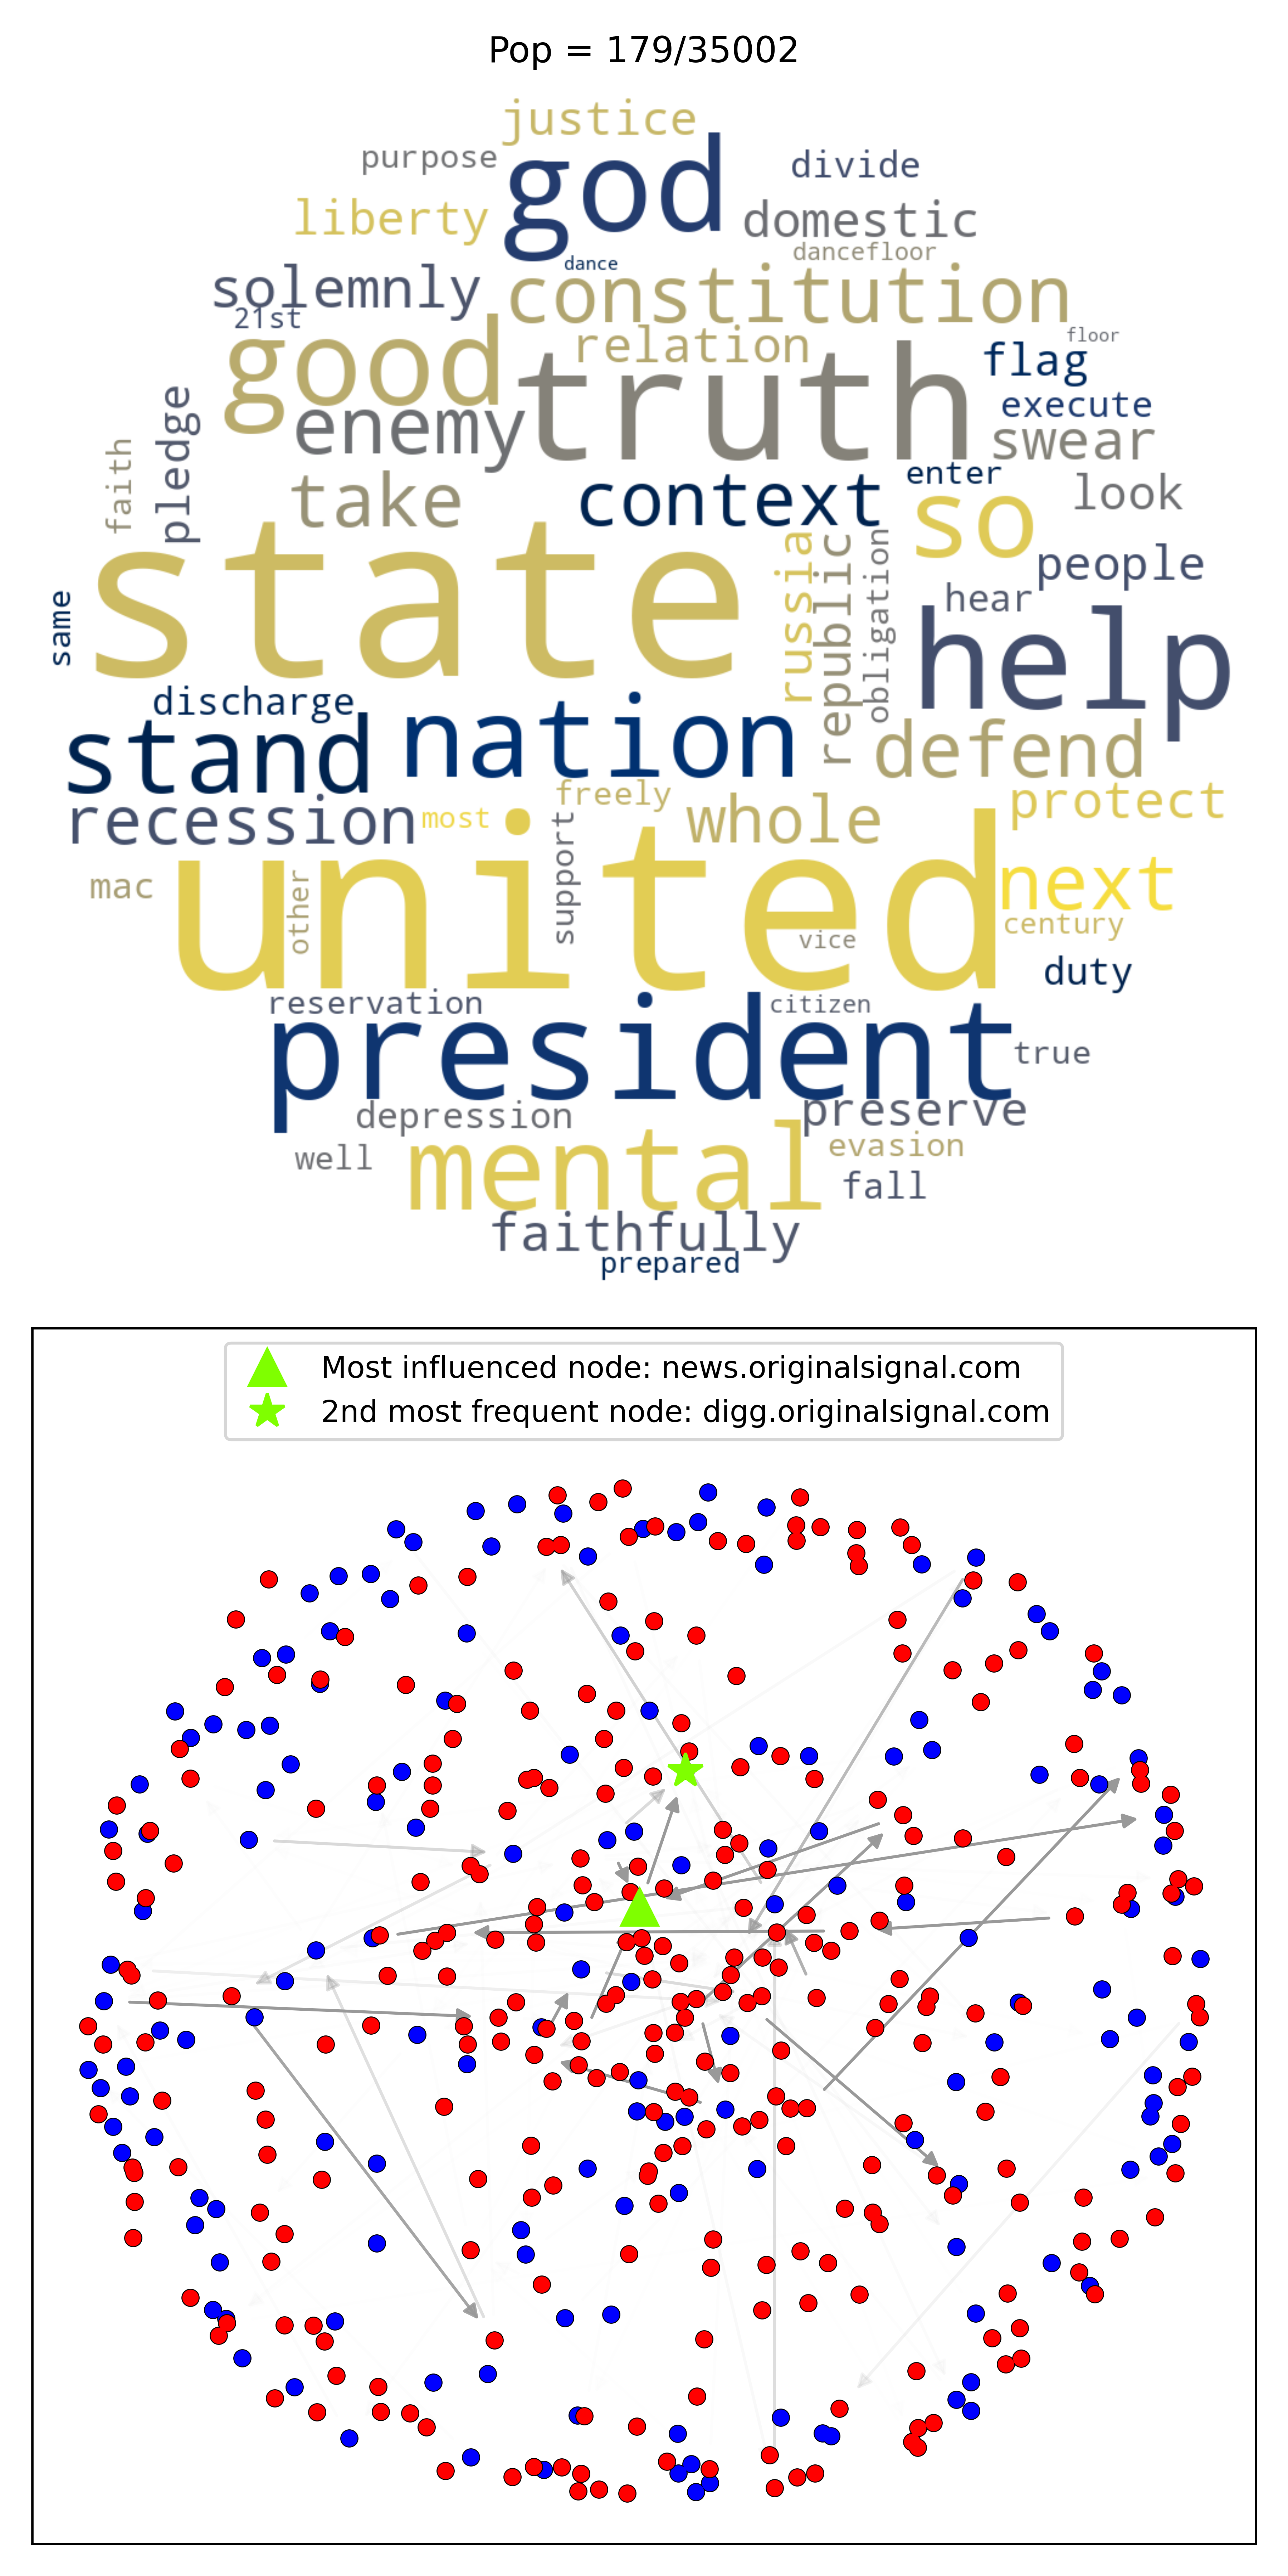 Pop = 179/35002
justice
purpose
god
divide
liberty
domestic
dancefloor
dance
solemnly
constitution
21st
good
relation
truth
floor
flag
enemy
execute
swear
pledge
faith
take
context
enter
so
look
state
russia
republic
obligation
people
hear
same
help
discharge
stand
nation
defend
recession
most
freely
whole
protect
mac
united
other
support
next
century
vice
duty
reservation
citizen
president
true
depression
preserve
well
mental
evasion
fall
faithfully
prepared
Most influenced node: news.originalsignal.com
2nd most frequent node: digg.originalsignal.com